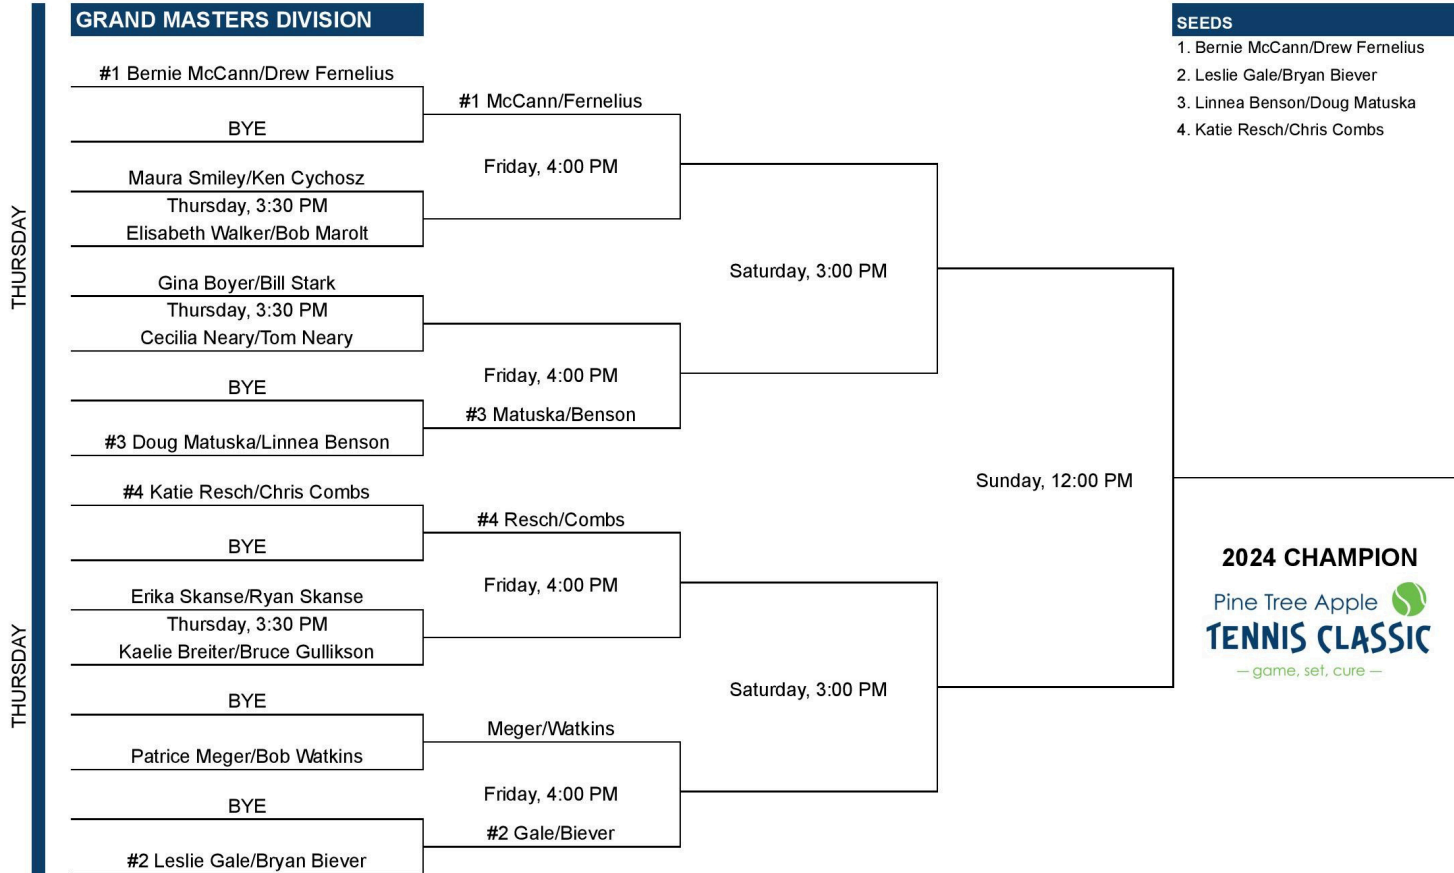 GRAND MASTERS DIVISION
SEEDS
1. Bernie McCann/Drew Fernelius
2. Leslie Gale/Bryan Biever
3. Linnea Benson/Doug Matuska
4. Katie Resch/Chris Combs
THURSDAY
THURSDAY
#1 Bernie McCann/Drew Fernelius
BYE
Maura Smiley/Ken Cychosz
Thursday, 3:30 PM
Elisabeth Walker/Bob Marolt
Gina Boyer/Bill Stark
Thursday, 3:30 PM
Cecilia Neary/Tom Neary
BYE
#3 Doug Matuska/Linnea Benson
#4 Katie Resch/Chris Combs
BYE
Erika Skanse/Ryan Skanse
Thursday, 3:30 PM
Kaelie Breiter/Bruce Gullikson
BYE
Patrice Meger/Bob Watkins
BYE
#2 Leslie Gale/Bryan Biever
#1 McCann/Fernelius
Friday, 4:00 PM
Friday, 4:00 PM
#3 Matuska/Benson
#4 Resch/Combs
Friday, 4:00 PM
Meger/Watkins
Friday, 4:00 PM
#2 Gale/Biever
Saturday, 3:00 PM
Saturday, 3:00 PM
Sunday, 12:00 PM
2024 CHAMPION
Pine Tree Apple
TENNIS CLASSIC
— game, set, cure —